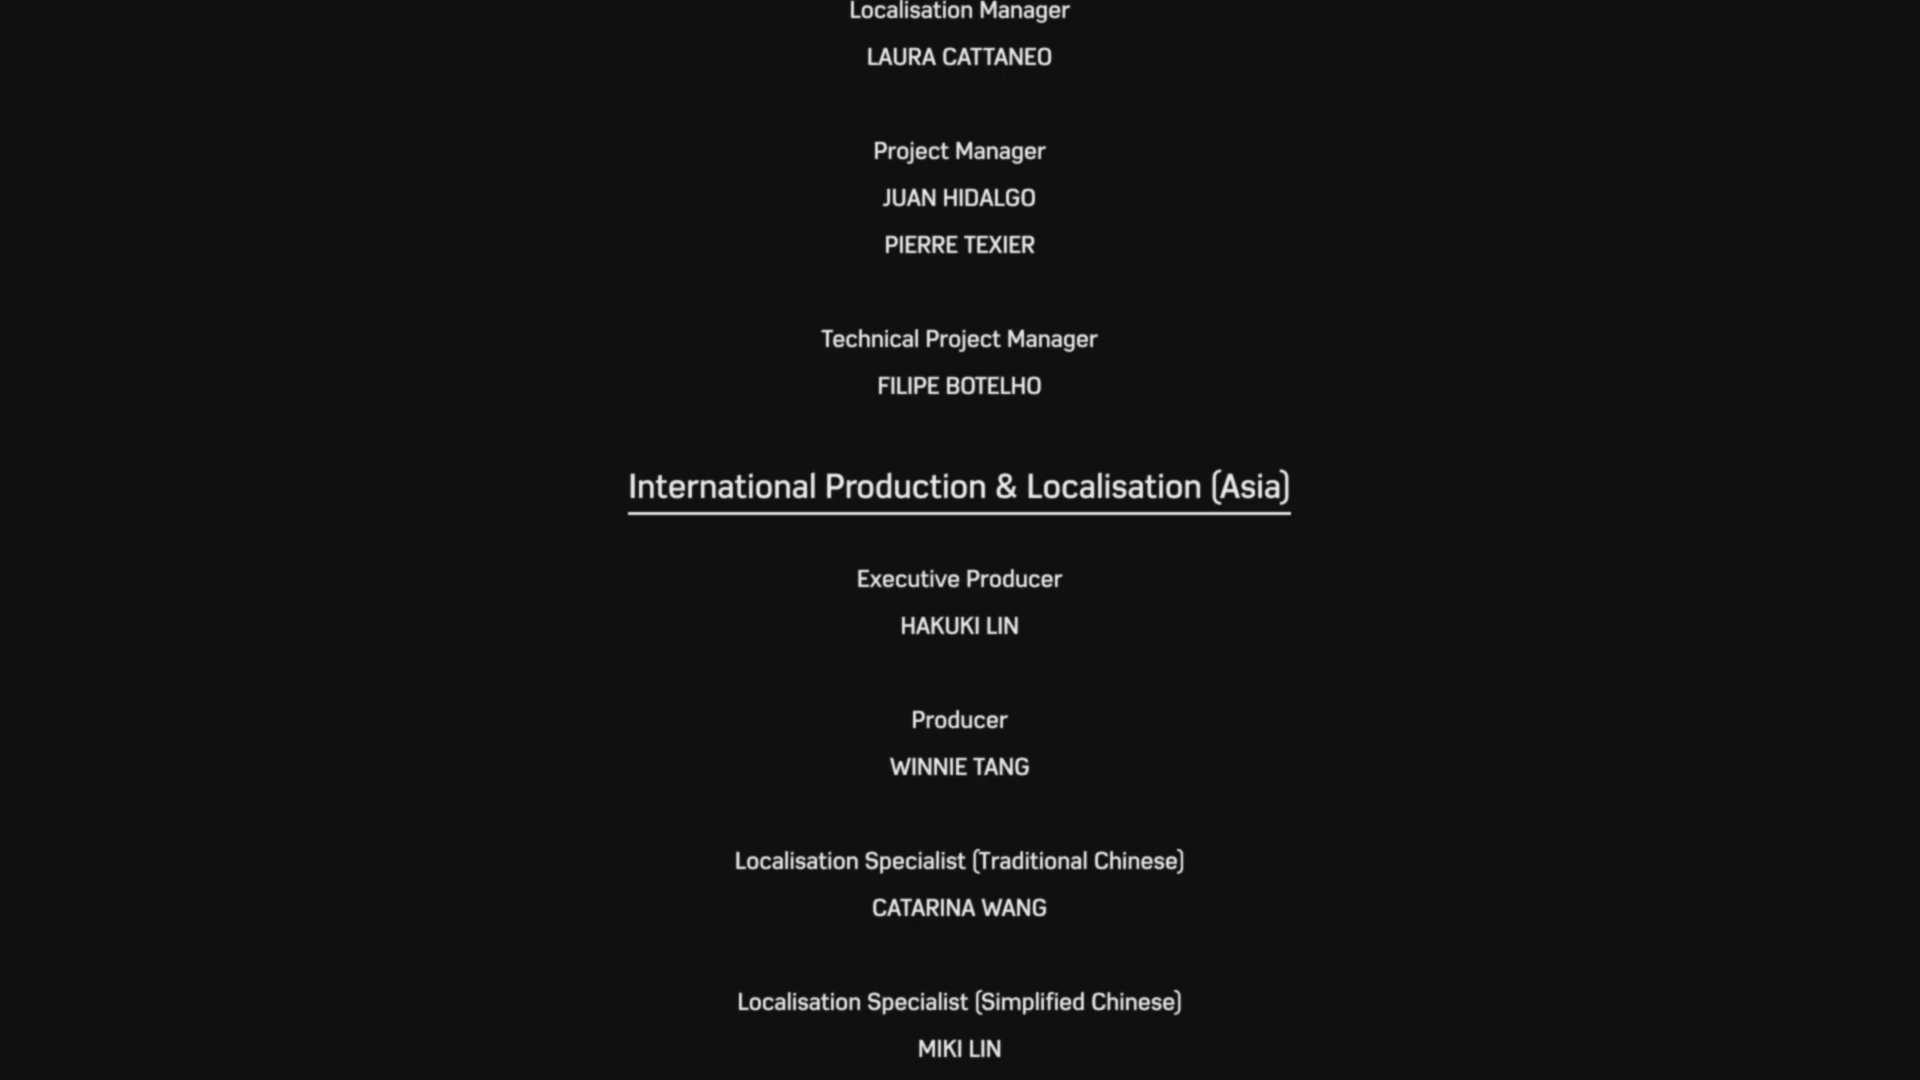 Localisation Manager
LAURA CATTANEO
Project Manager
JUAN HIDALGO
PIERRE TEXIER
Technical Project Manager
FILIPE BOTELHO
International Production & Localisation (Asia)
Executive Producer
HAKUKI LIN
Producer
WINNIE TANG
Localisation Specialist (Traditional Chinese)
CATARINA WANG
Localisation Specialist (Simplified Chinese)
MIKI LIN